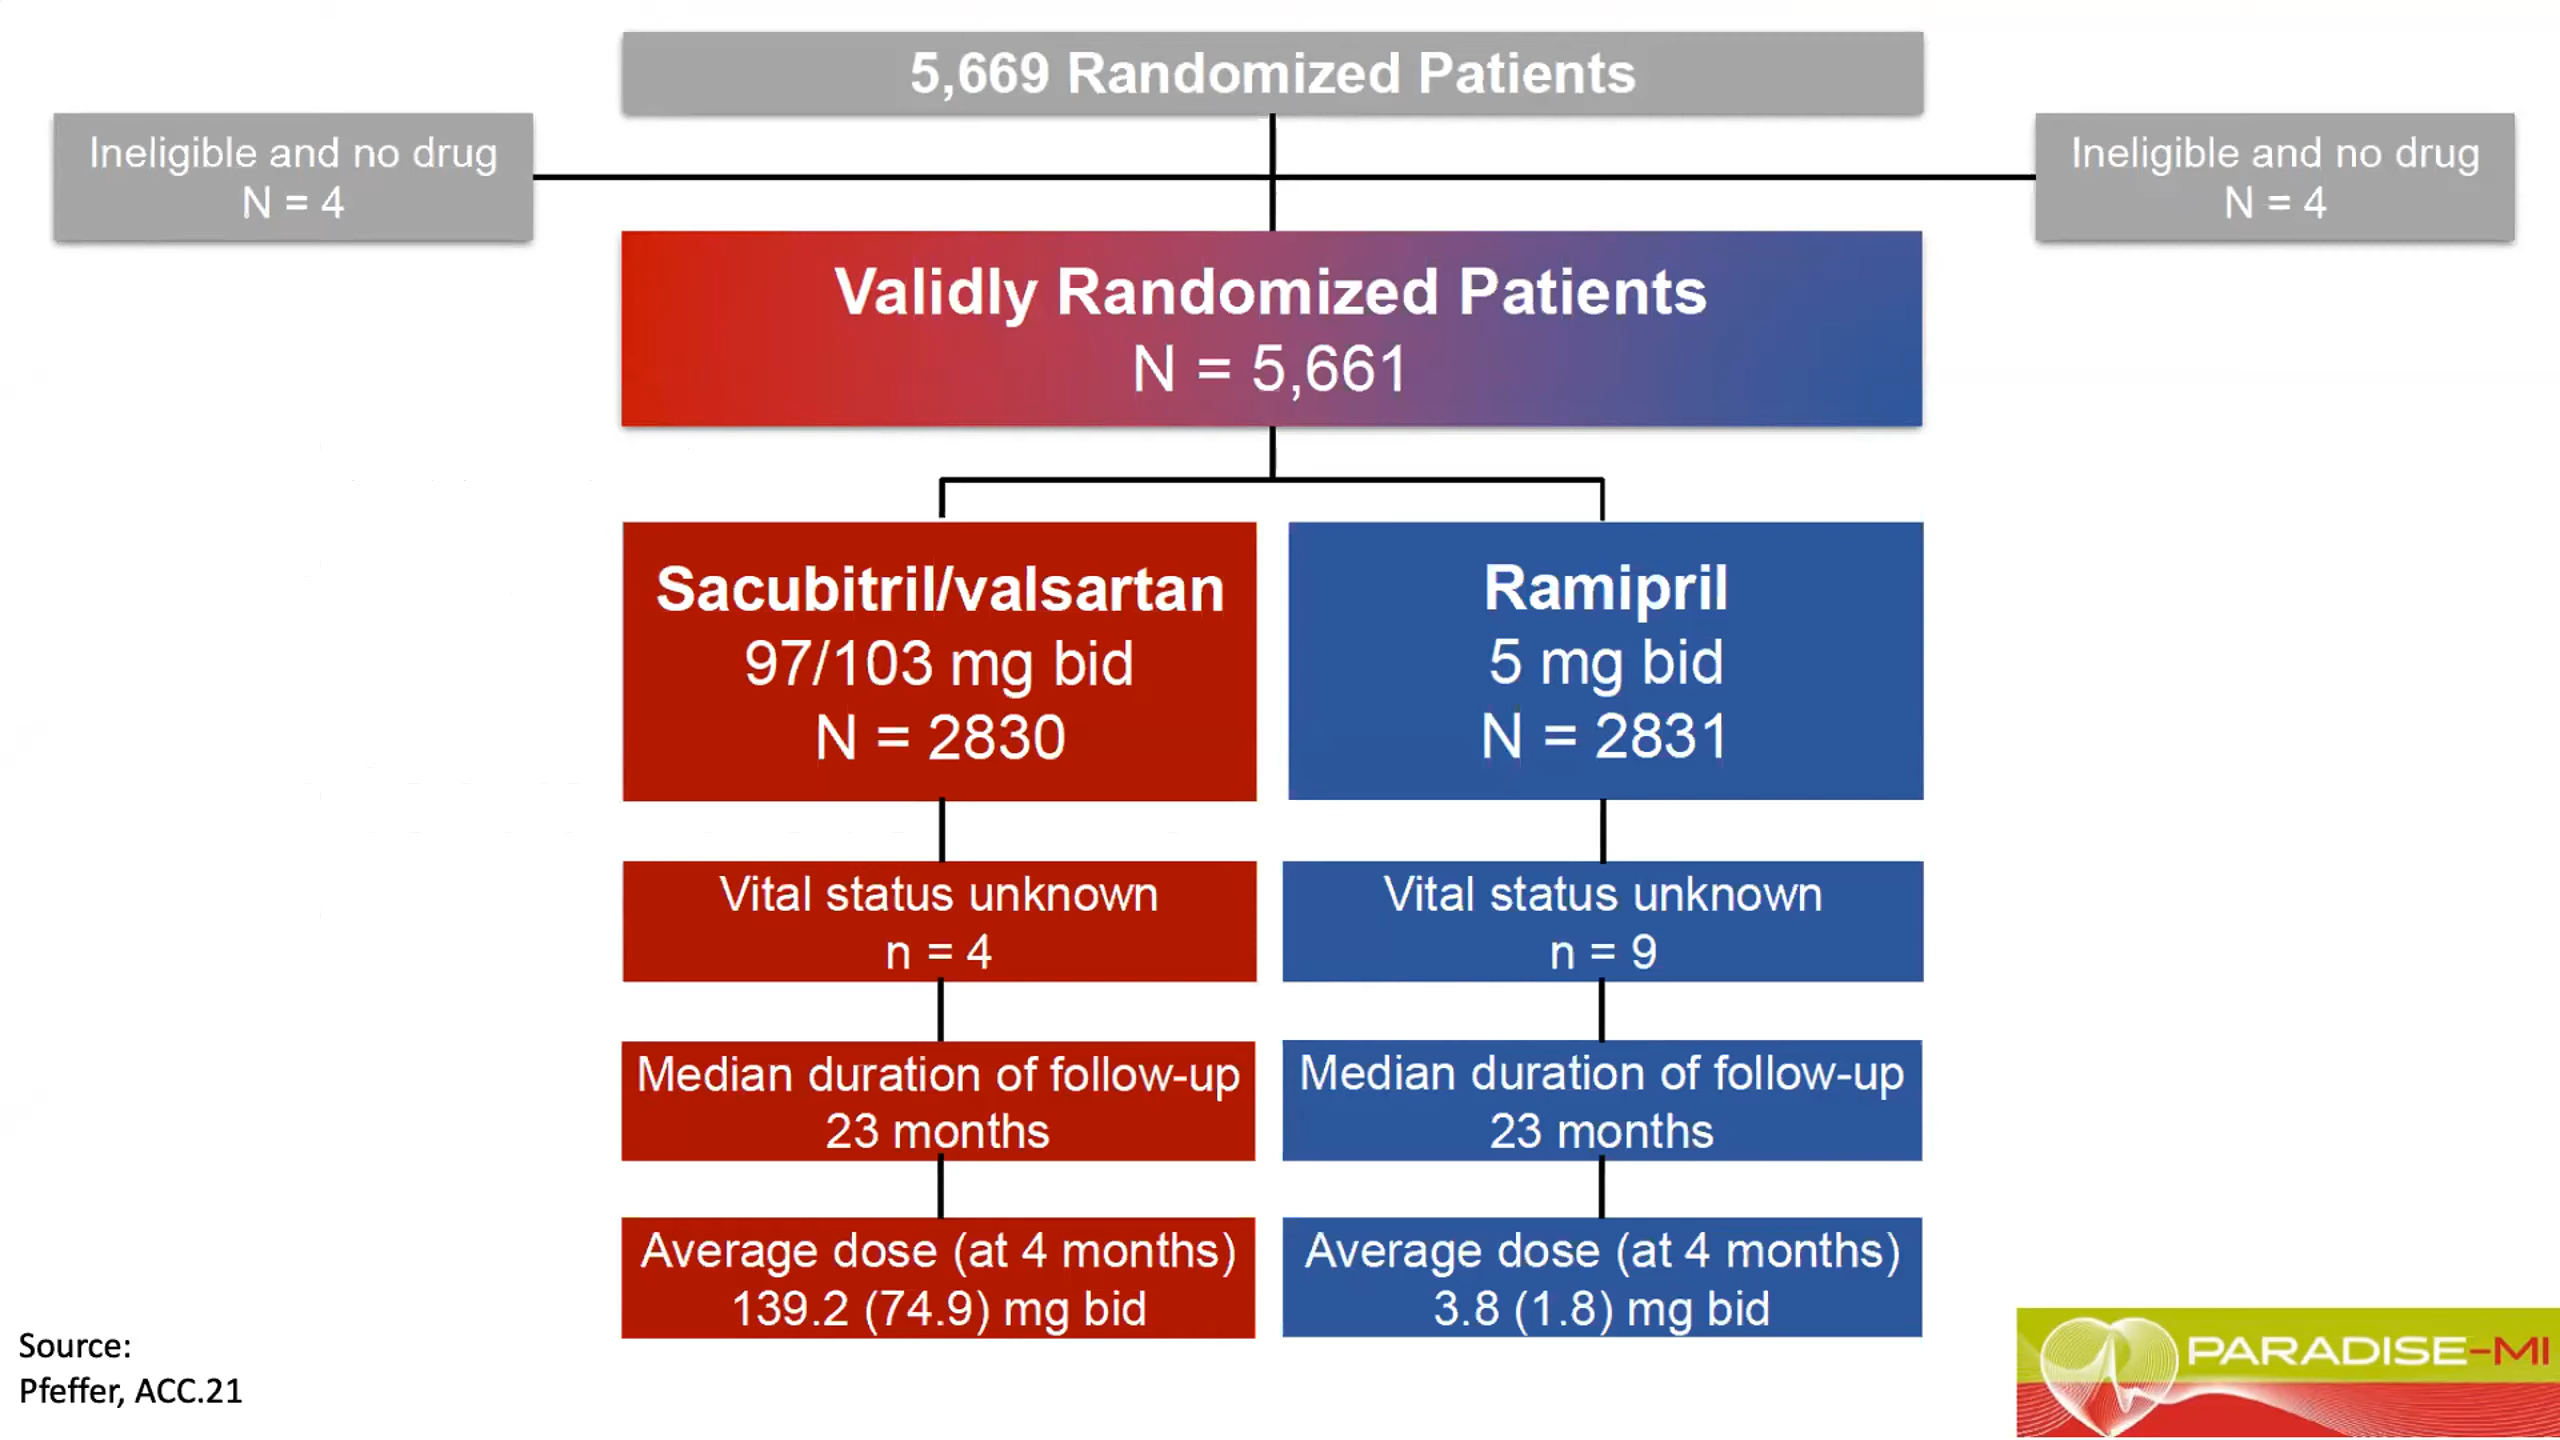 5,669 Randomized Patients
Ineligible and no drug
N = 4
Ineligible and no drug
N = 4
Validly Randomized Patients
N = 5,661
Sacubitril/valsartan
97/103 mg bid
N = 2830
Ramipril
5 mg bid
N = 2831
Vital status unknown
n = 4
Vital status unknown
n = 9
Median duration of follow-up
23 months
Median duration of follow-up
23 months
Average dose (at 4 months)
139.2 (74.9) mg bid
Average dose (at 4 months)
3.8 (1.8) mg bid
Source:
Pfeffer, ACC.21
PARADISE-MI